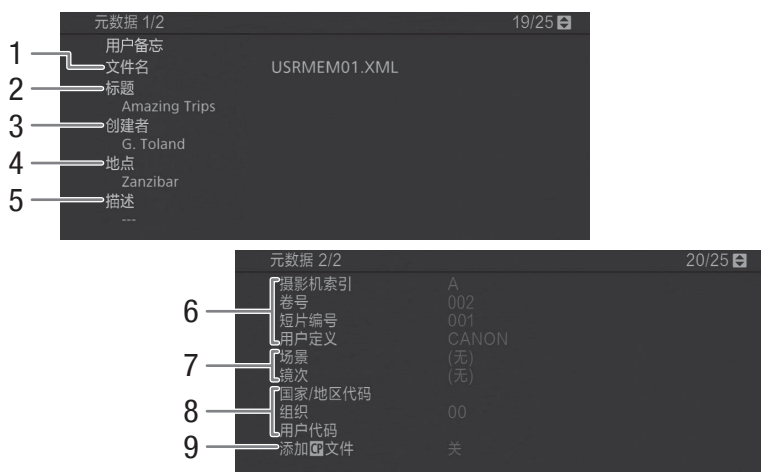 元数据 1/2 19/25
用户备忘
1 文件名 USRMEM01.XML
2 标题
Amazing Trips
3 创建者
G. Toland
4 地点
Zanzibar
5 描述
---
元数据 2/2 20/25
6
摄影机索引 A
卷号 002
短片编号 001
用户定义 CANON
7
场景 (无)
镜次 (无)
8
国家/地区代码
组织 00
用户代码
9 添加CP文件 关